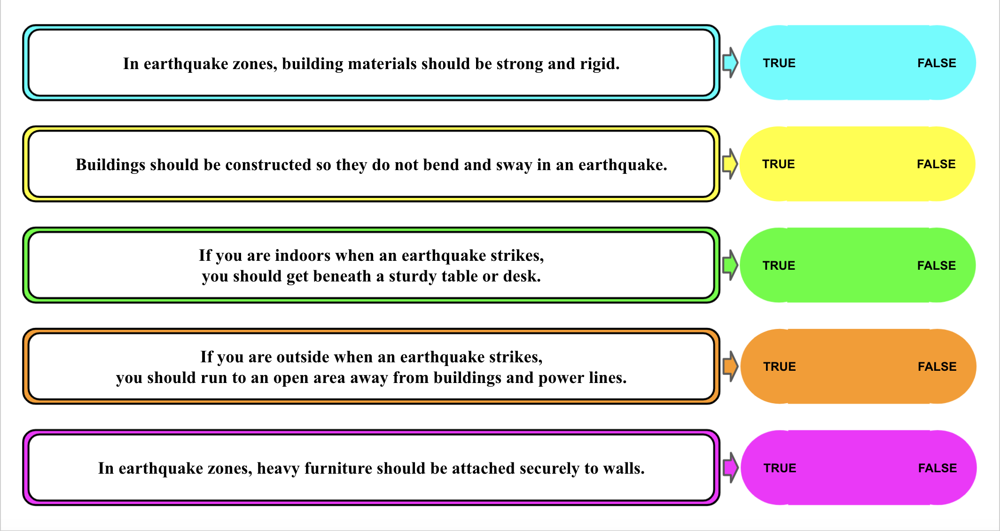 In earthquake zones, building materials should be strong and rigid.
TRUE FALSE
Buildings should be constructed so they do not bend and sway in an earthquake.
TRUE FALSE
If you are indoors when an earthquake strikes,
you should get beneath a sturdy table or desk.
TRUE FALSE
If you are outside when an earthquake strikes,
you should run to an open area away from buildings and power lines.
TRUE FALSE
In earthquake zones, heavy furniture should be attached securely to walls.
TRUE FALSE